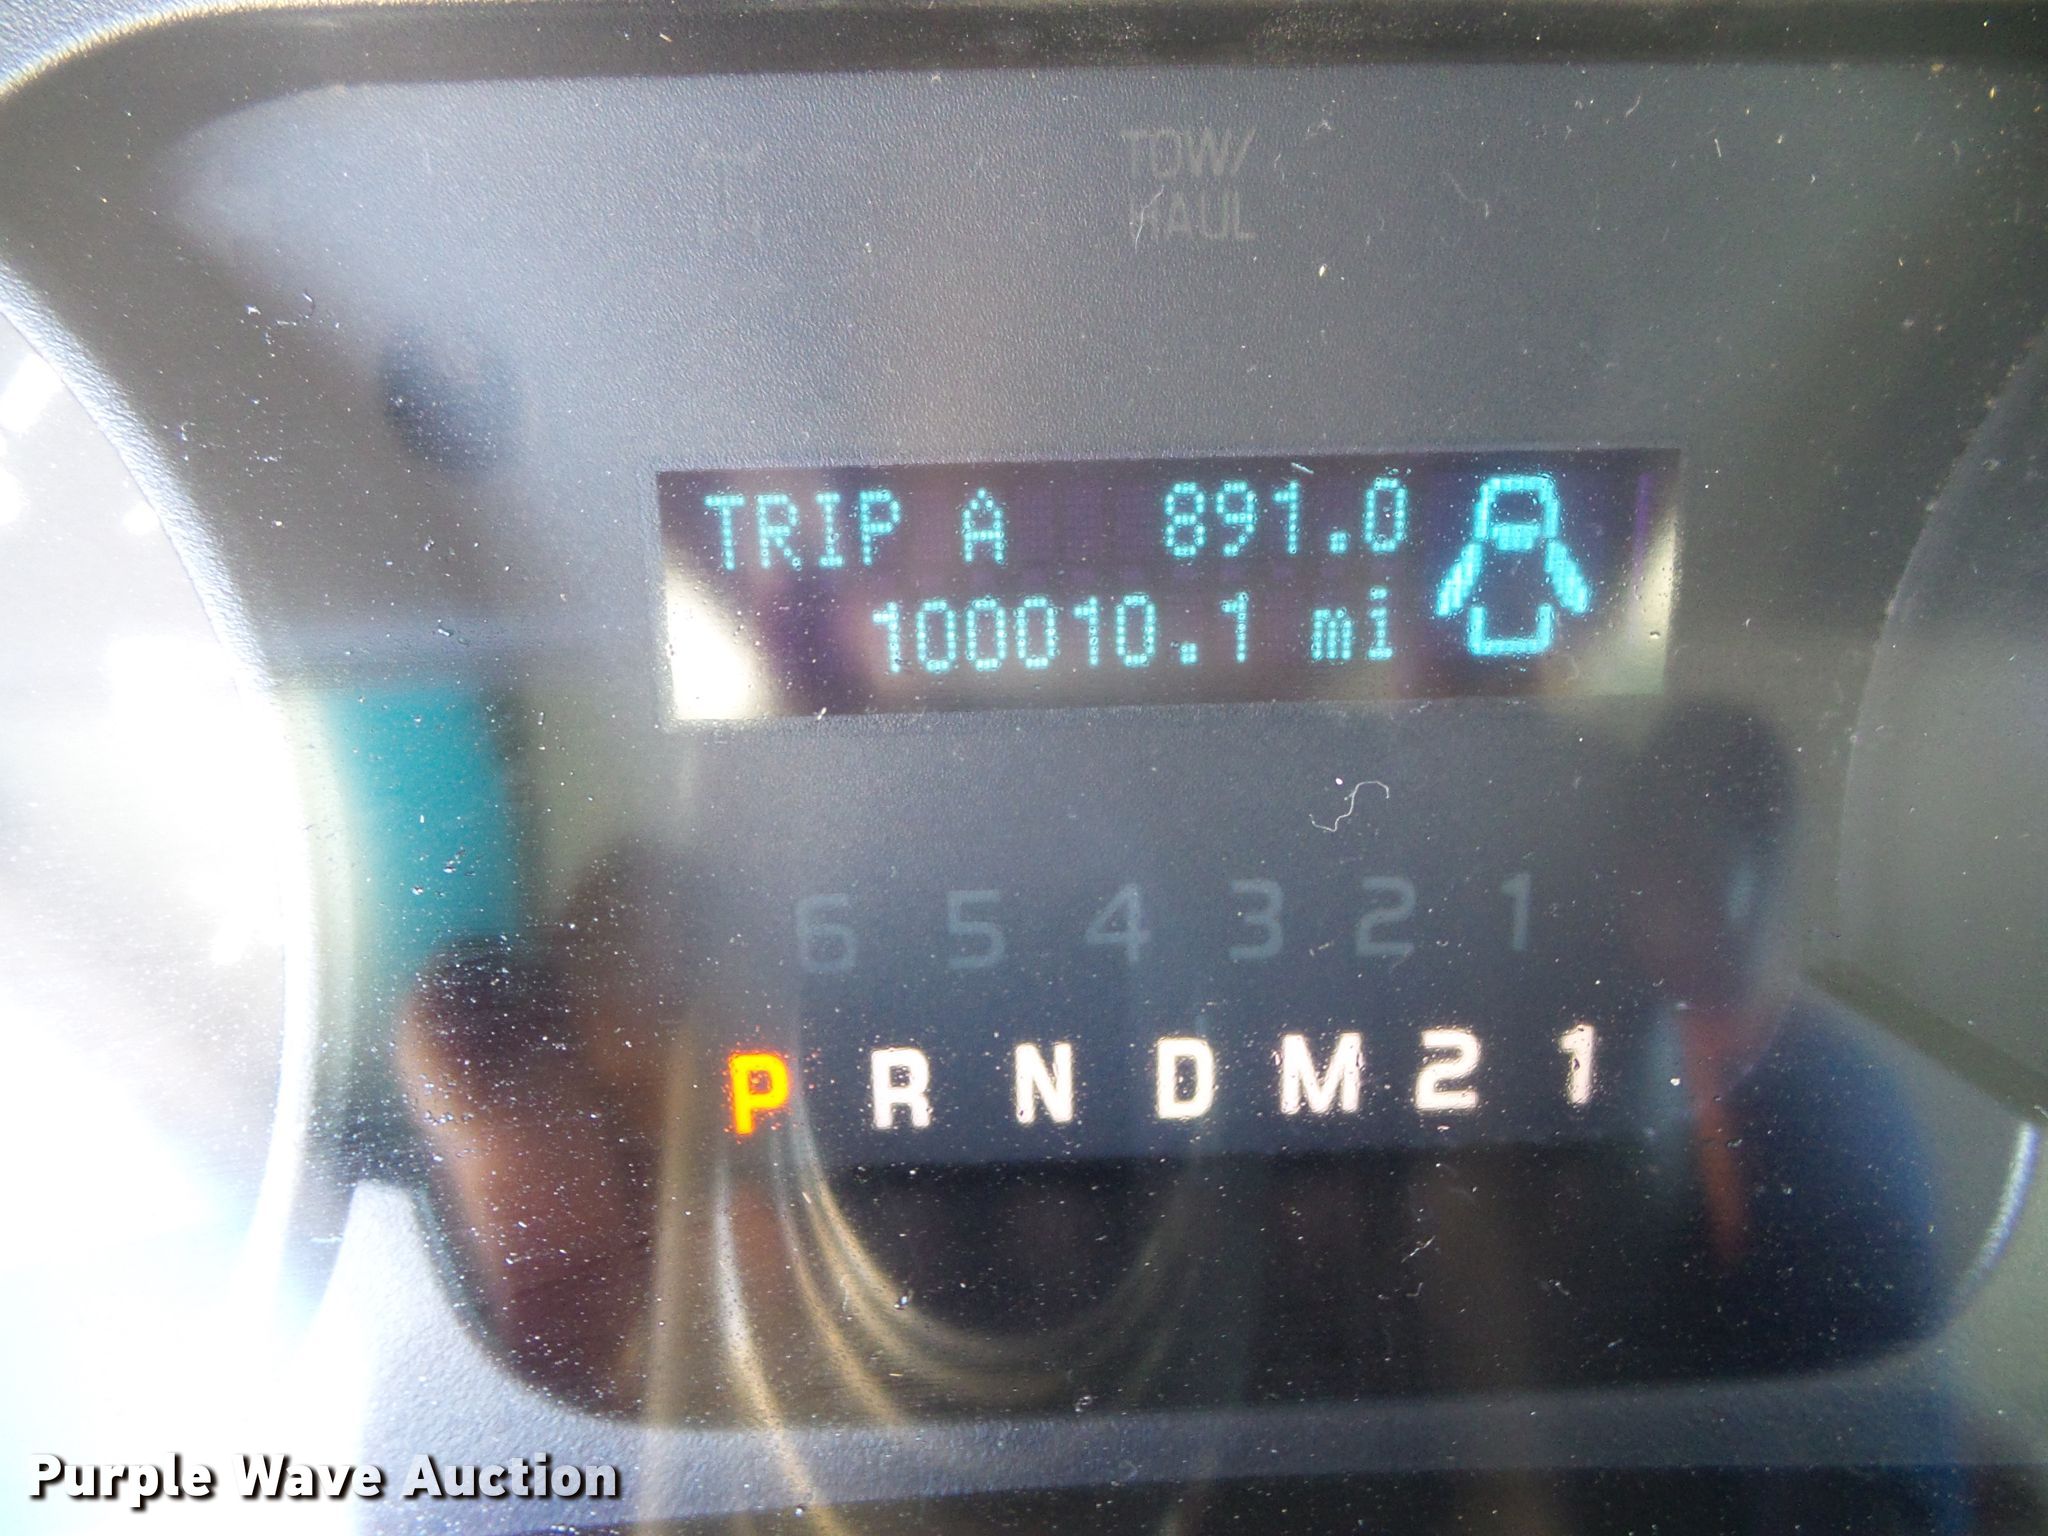 TOW/
HAUL
TRIP A 891.0
100010.1 mi
6 5 4 3 2 1
P R N D M 2 1
Purple Wave Auction